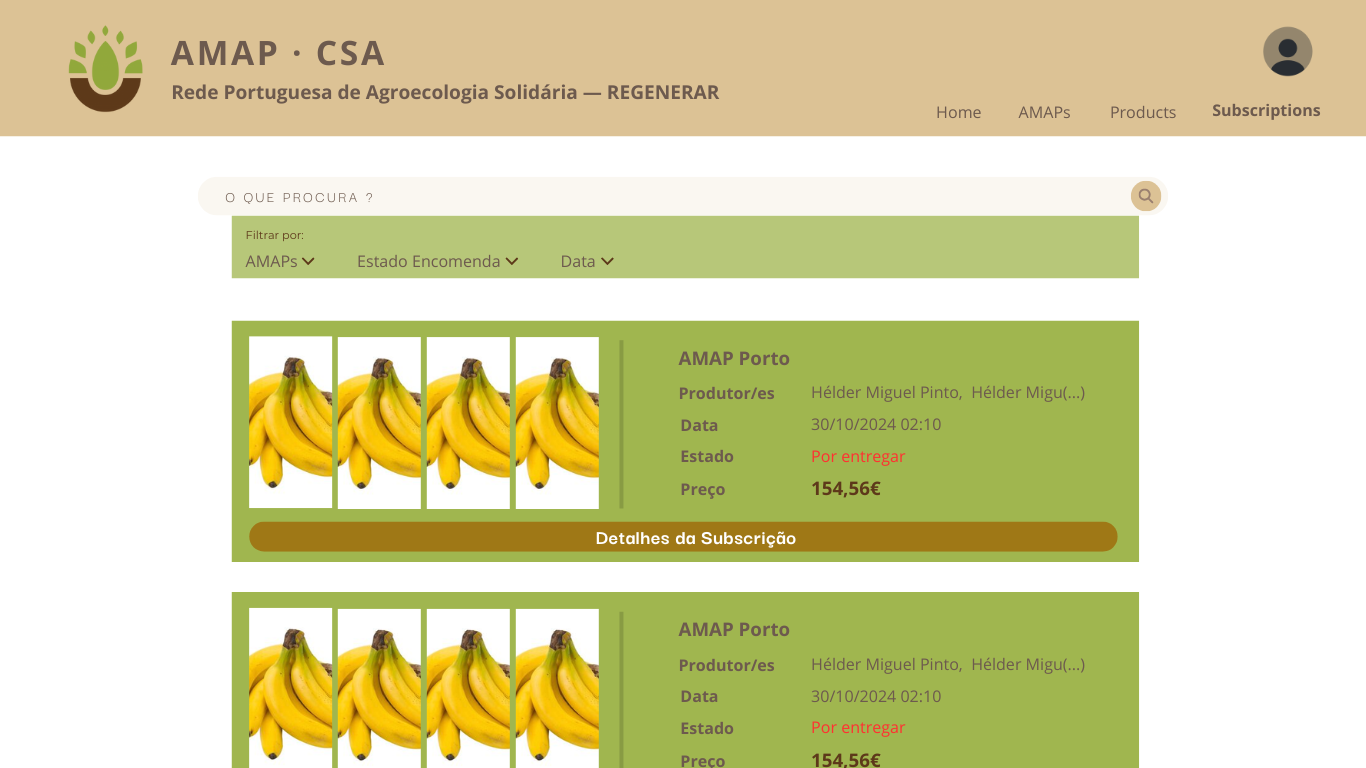 AMAP · CSA
Rede Portuguesa de Agroecologia Solidária — REGENERAR
Home AMAPs Products Subscriptions
O QUE PROCURA ?
Filtrar por:
AMAPs Estado Encomenda Data
AMAP Porto
Produtor/es Hélder Miguel Pinto, Hélder Migu(...)
Data 30/10/2024 02:10
Estado Por entregar
Preço 154,56€
Detalhes da Subscrição
AMAP Porto
Produtor/es Hélder Miguel Pinto, Hélder Migu(...)
Data 30/10/2024 02:10
Estado Por entregar
Preço 154,56€